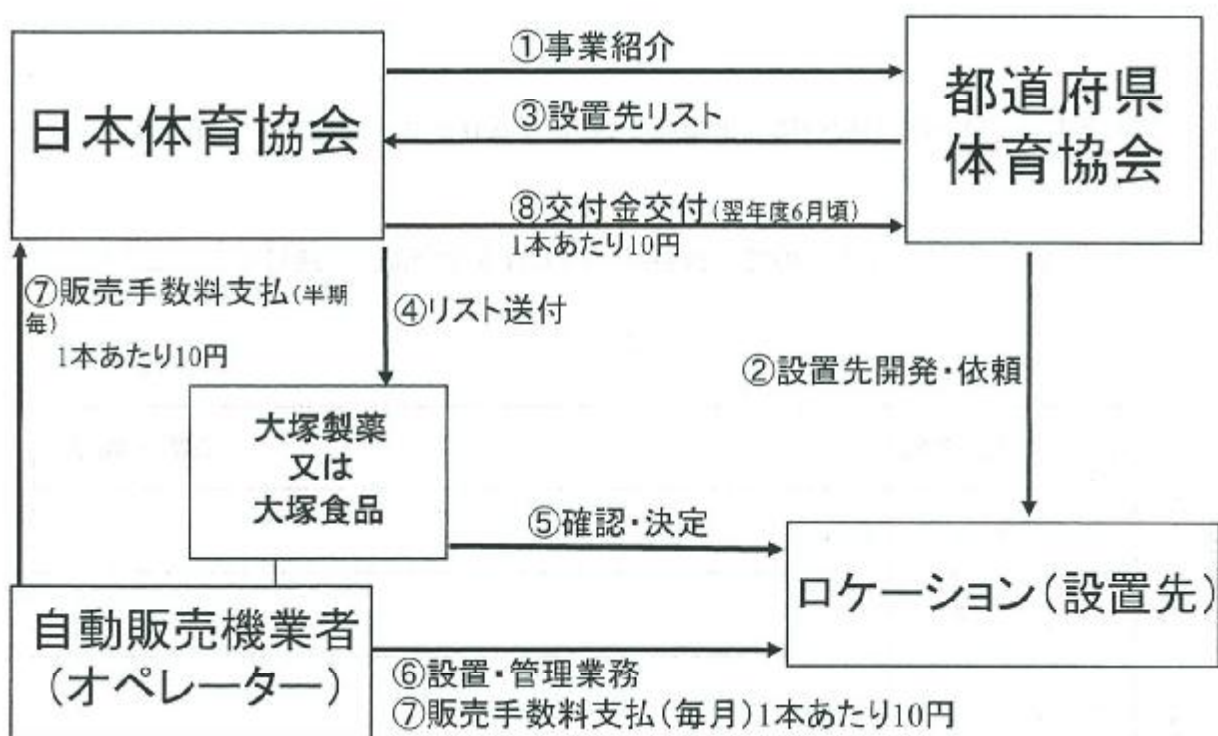 ①事業紹介
日本体育協会
都道府県
体育協会
③設置先リスト
⑧交付金交付(翌年度6月頃)
1本あたり10円
⑦販売手数料支払(半期
毎)
1本あたり10円
④リスト送付
②設置先開発・依頼
大塚製薬
又は
大塚食品
⑤確認・決定
ロケーション(設置先)
自動販売機業者
(オペレーター)
⑥設置・管理業務
⑦販売手数料支払(毎月)1本あたり10円